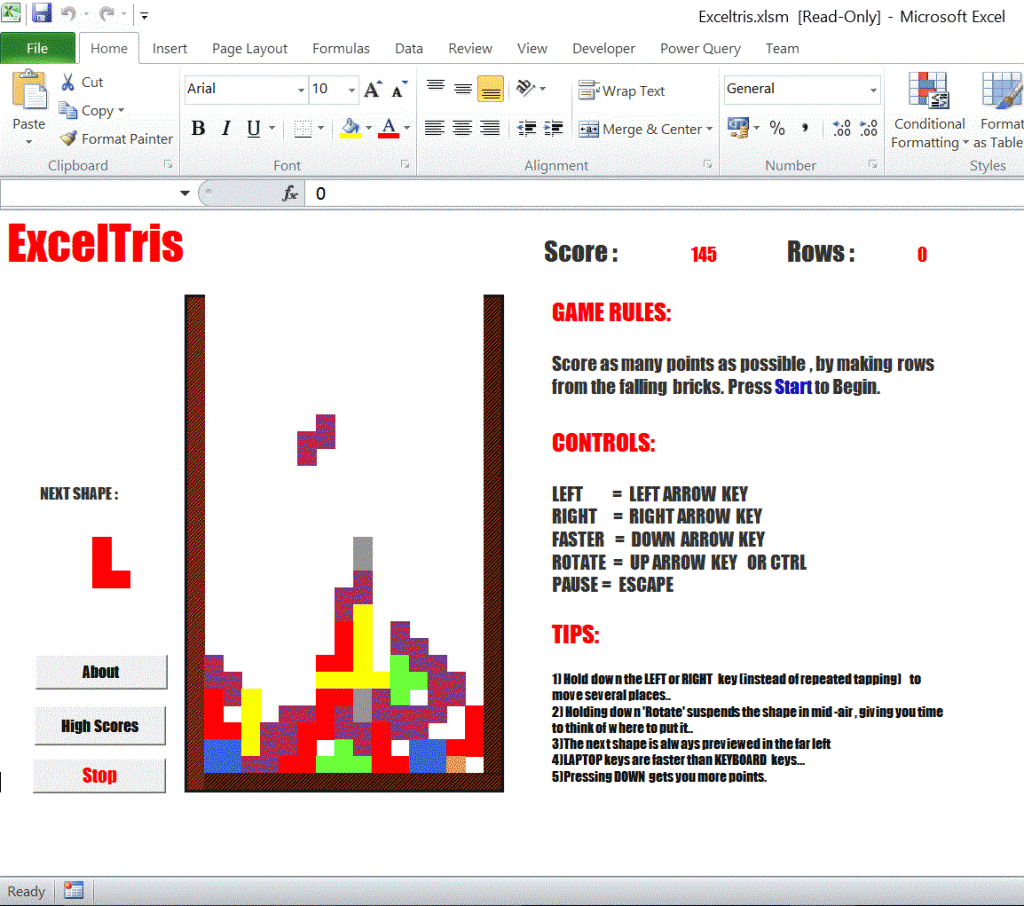 Exceltris.xlsm [Read-Only] - Microsoft Excel
File Home Insert Page Layout Formulas Data Review View Developer Power Query Team
Paste
Cut
Copy
Format Painter
Clipboard
Arial 10 A A
B I U A
Font
Wrap Text
Merge & Center
Alignment
General
% , .0 .00 .00 .0
Number
Conditional Formatting
Format as Table
Styles
fx 0
ExcelTris
Score : 145 Rows : 0
GAME RULES:
Score as many points as possible , by making rows
from the falling bricks. Press Start to Begin.
CONTROLS:
LEFT = LEFT ARROW KEY
RIGHT = RIGHT ARROW KEY
FASTER = DOWN ARROW KEY
ROTATE = UP ARROW KEY OR CTRL
PAUSE = ESCAPE
TIPS:
1) Hold down the LEFT or RIGHT key (instead of repeated tapping) to
move several places..
2) Holding down 'Rotate' suspends the shape in mid -air , giving you time
to think of where to put it..
3)The next shape is always previewed in the far left
4)LAPTOP keys are faster than KEYBOARD keys...
5)Pressing DOWN gets you more points.
NEXT SHAPE :
About
High Scores
Stop
Ready